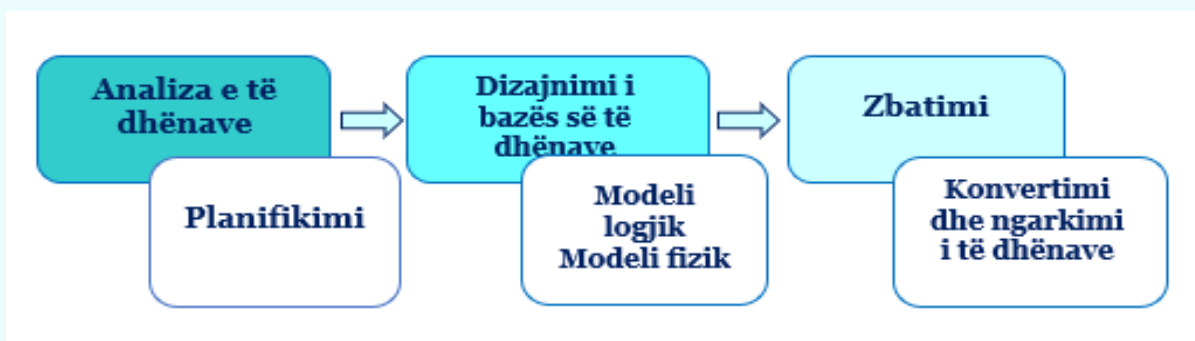 Analiza e të
dhënave
Planifikimi
Dizajnimi i
bazës së të
dhënave
Modeli
logjik
Modeli fizik
Zbatimi
Konvertimi
dhe ngarkimi
i të dhënave